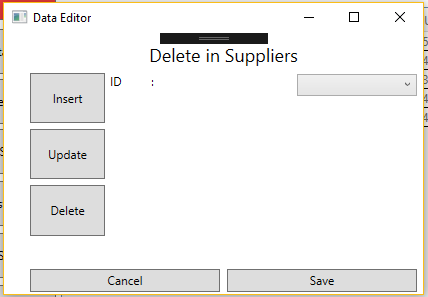 Data Editor
Delete in Suppliers
Insert
ID :
Update
Delete
Cancel
Save